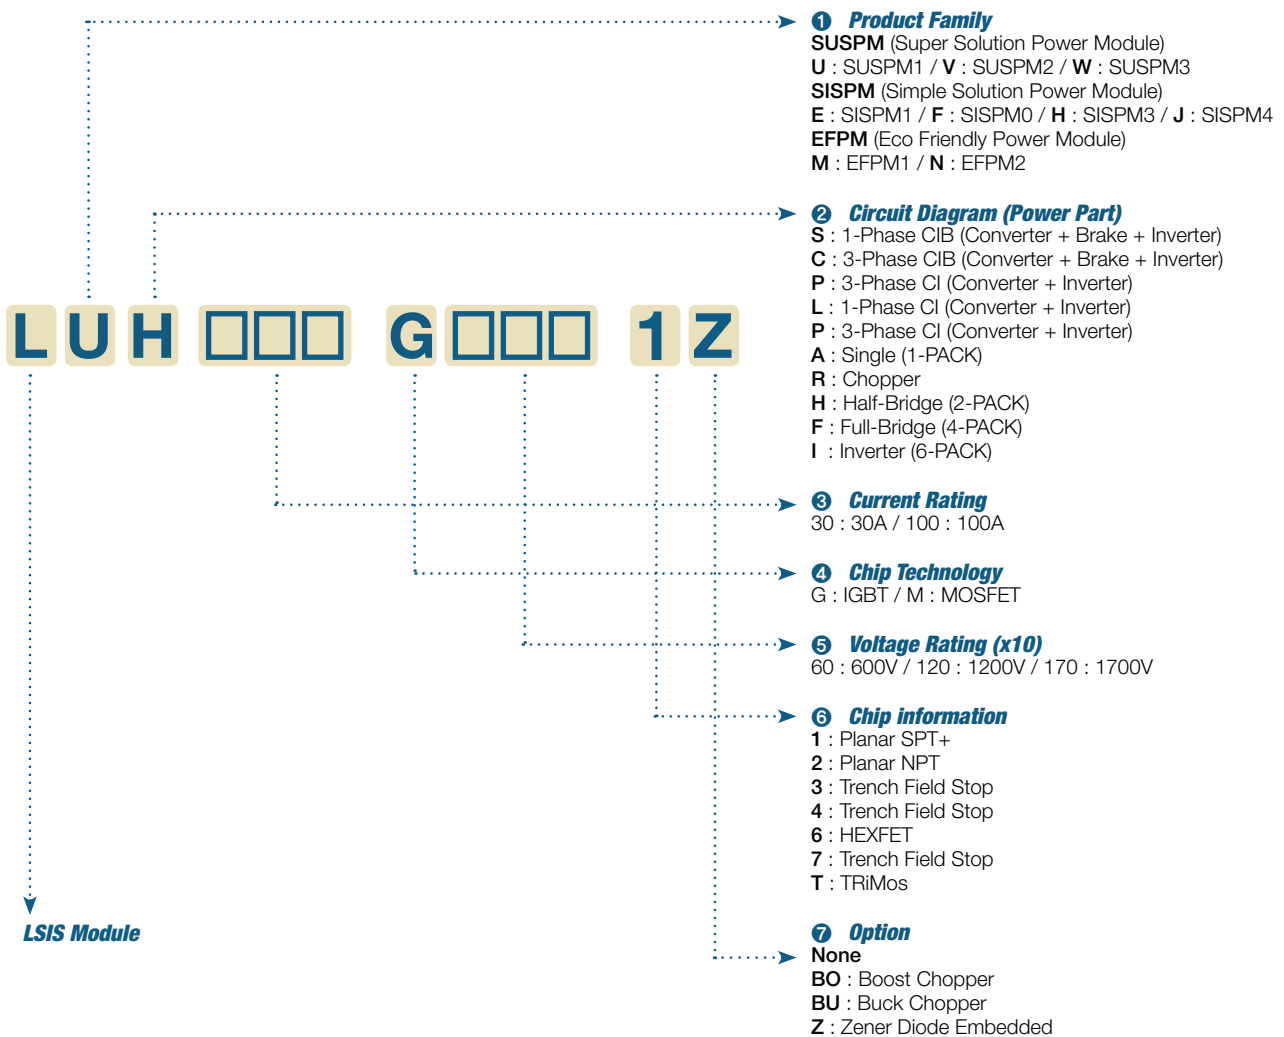 ❶ Product Family
SUSPM (Super Solution Power Module)
U : SUSPM1 / V : SUSPM2 / W : SUSPM3
SISPM (Simple Solution Power Module)
E : SISPM1 / F : SISPM0 / H : SISPM3 / J : SISPM4
EFPM (Eco Friendly Power Module)
M : EFPM1 / N : EFPM2
❷ Circuit Diagram (Power Part)
S : 1-Phase CIB (Converter + Brake + Inverter)
C : 3-Phase CIB (Converter + Brake + Inverter)
P : 3-Phase CI (Converter + Inverter)
L : 1-Phase CI (Converter + Inverter)
P : 3-Phase CI (Converter + Inverter)
A : Single (1-PACK)
R : Chopper
H : Half-Bridge (2-PACK)
F : Full-Bridge (4-PACK)
I : Inverter (6-PACK)
L U H □□□ G □□□ 1 Z
❸ Current Rating
30 : 30A / 100 : 100A
❹ Chip Technology
G : IGBT / M : MOSFET
❺ Voltage Rating (x10)
60 : 600V / 120 : 1200V / 170 : 1700V
❻ Chip information
1 : Planar SPT+
2 : Planar NPT
3 : Trench Field Stop
4 : Trench Field Stop
6 : HEXFET
7 : Trench Field Stop
T : TRiMos
LSIS Module
❼ Option
None
BO : Boost Chopper
BU : Buck Chopper
Z : Zener Diode Embedded